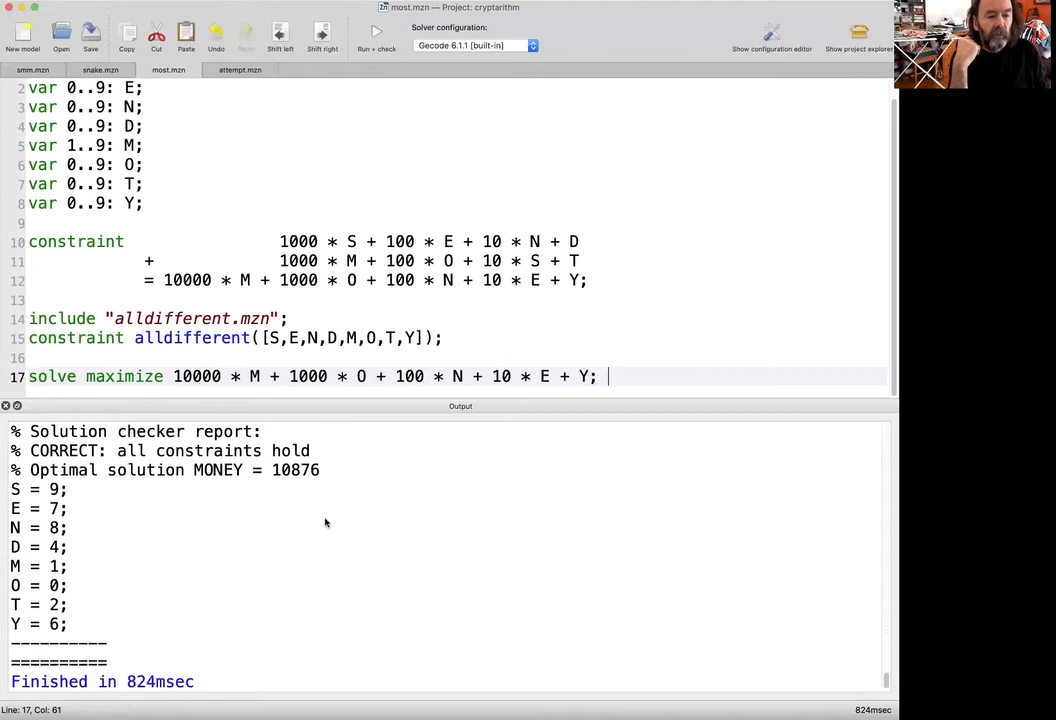 most.mzn — Project: cryptarithm
New model Open Save Copy Cut Paste Undo Redo Shift left Shift right Run + check
Solver configuration:
Gecode 6.1.1 [built-in]
Show configuration editor Show project explorer
smm.mzn snake.mzn most.mzn attempt.mzn
2 var 0..9: E;
3 var 0..9: N;
4 var 0..9: D;
5 var 1..9: M;
6 var 0..9: O;
7 var 0..9: T;
8 var 0..9: Y;
9
10 constraint 1000 * S + 100 * E + 10 * N + D
11 + 1000 * M + 100 * O + 10 * S + T
12 = 10000 * M + 1000 * O + 100 * N + 10 * E + Y;
13
14 include "alldifferent.mzn";
15 constraint alldifferent([S,E,N,D,M,O,T,Y]);
16
17 solve maximize 10000 * M + 1000 * O + 100 * N + 10 * E + Y;
Output
% Solution checker report:
% CORRECT: all constraints hold
% Optimal solution MONEY = 10876
S = 9;
E = 7;
N = 8;
D = 4;
M = 1;
O = 0;
T = 2;
Y = 6;
----------
==========
Finished in 824msec
Line: 17, Col: 61
824msec